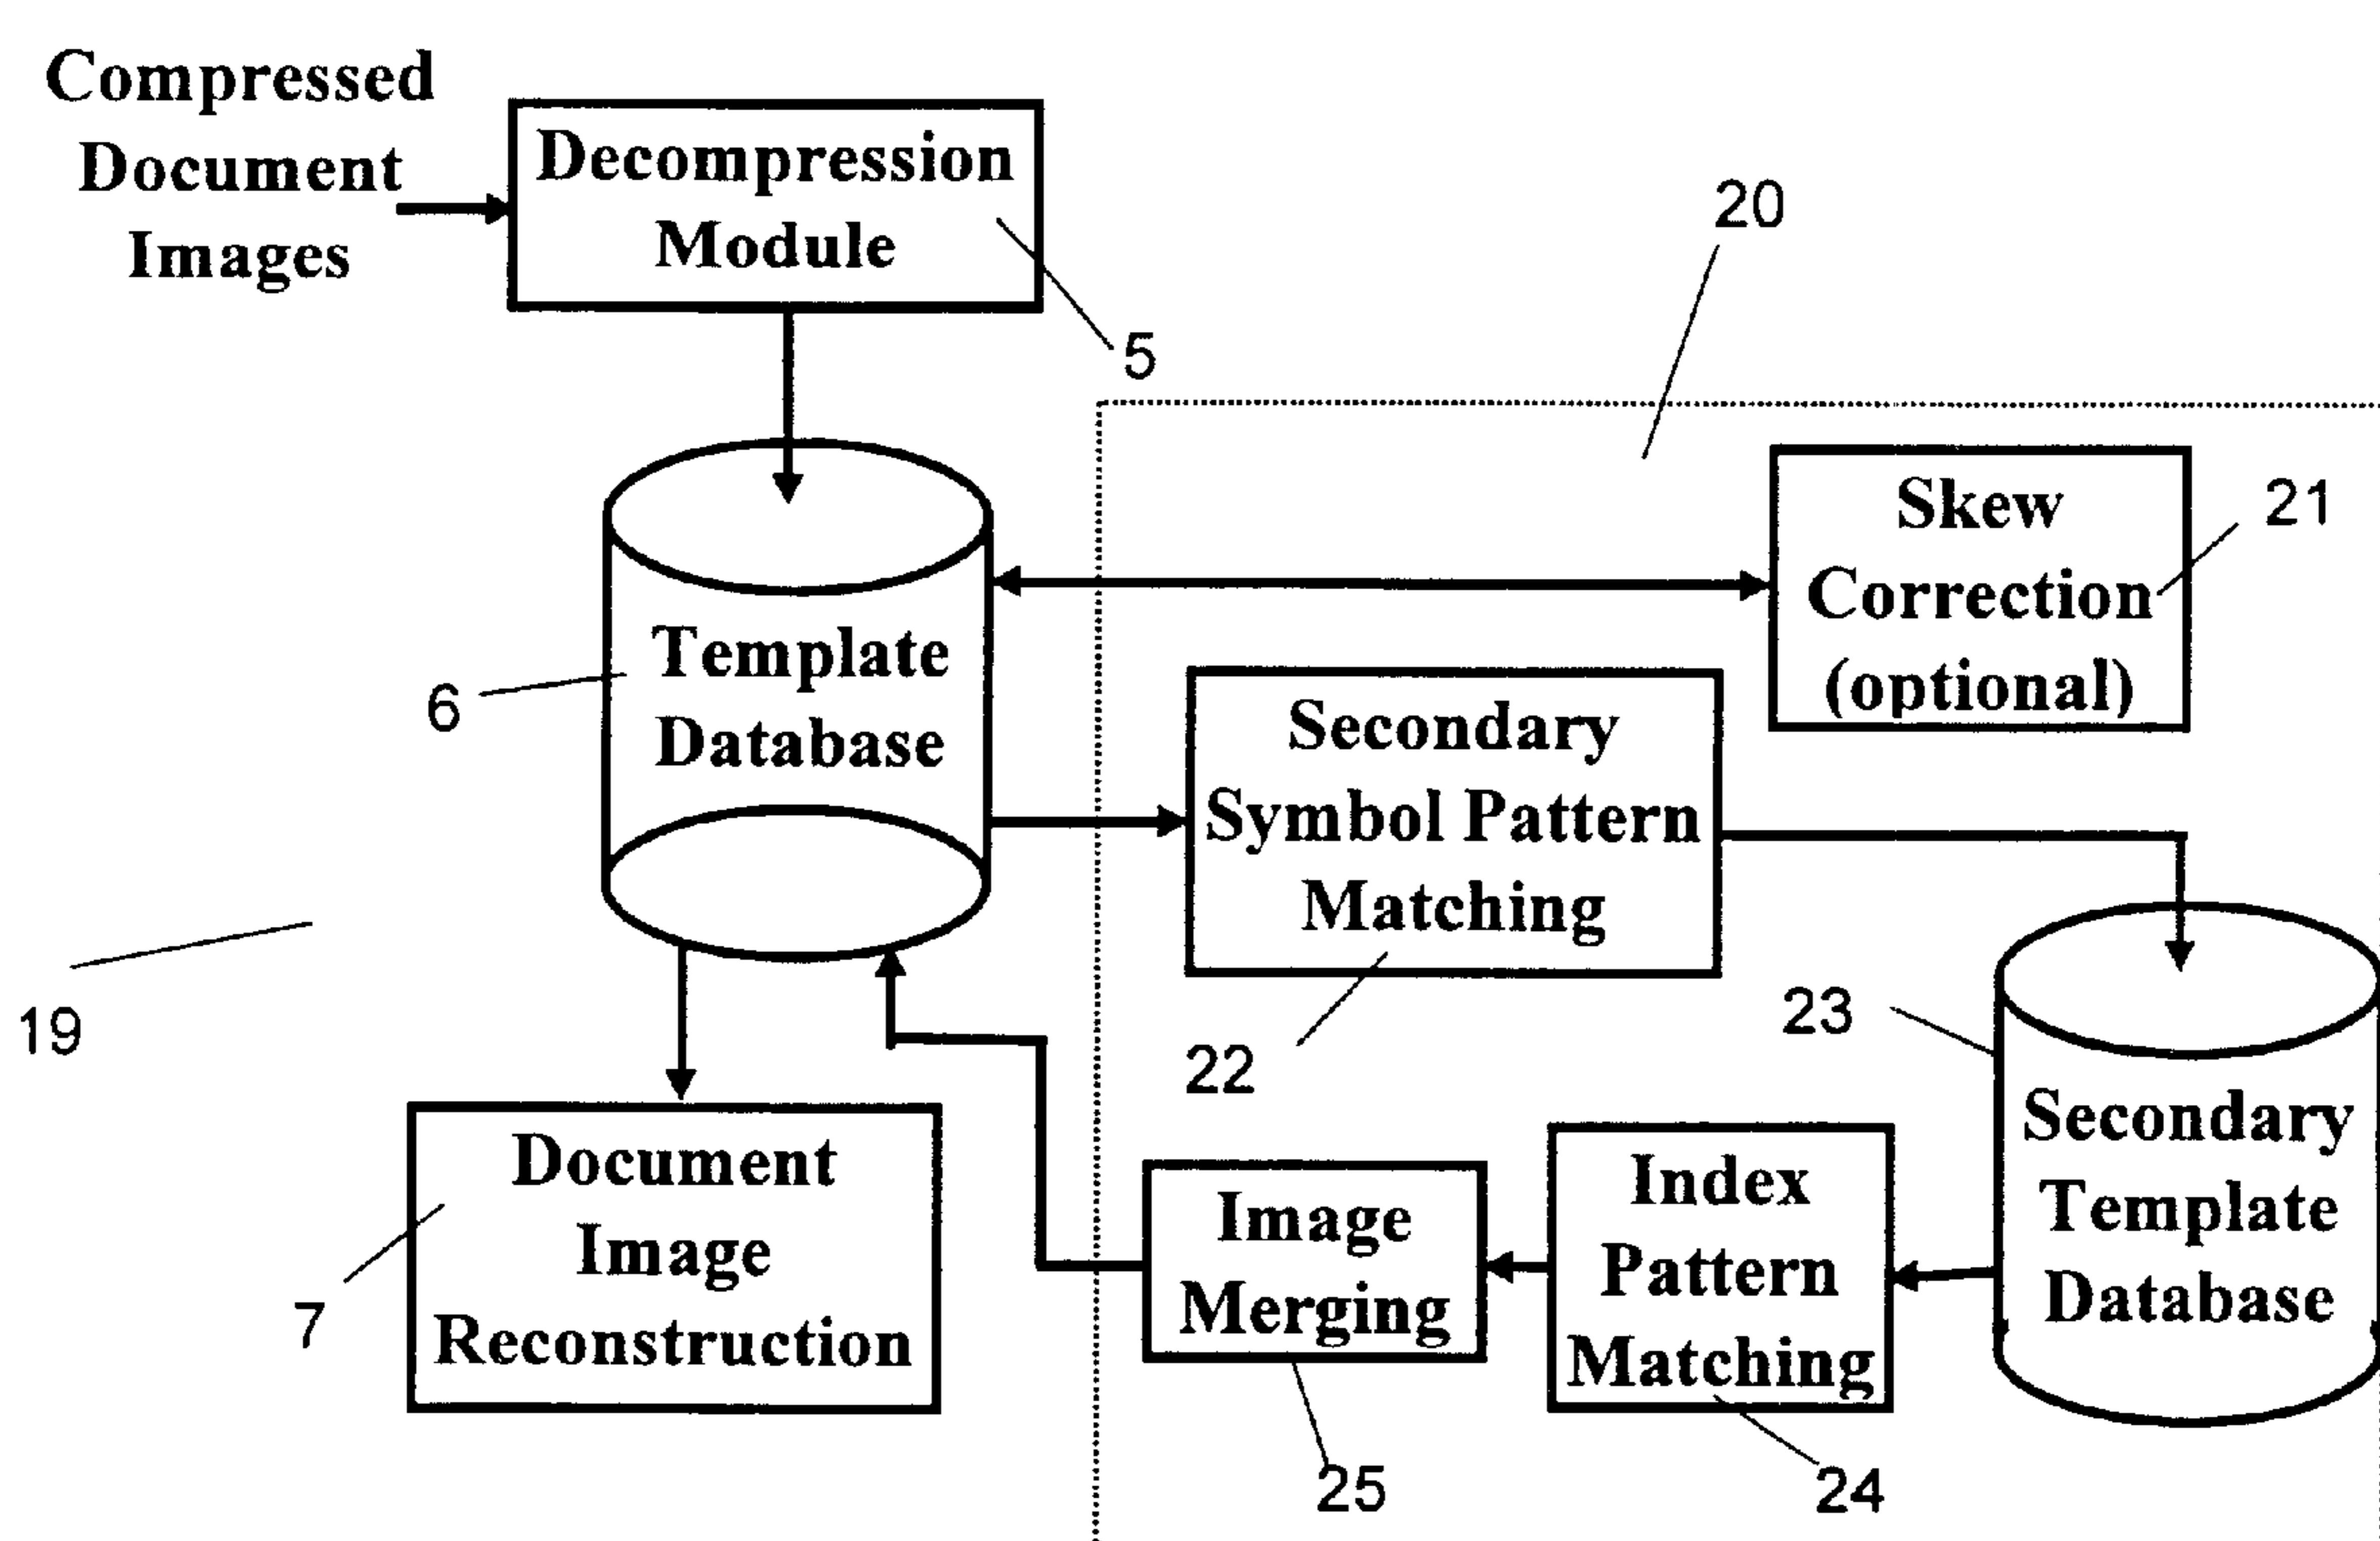 Compressed
Document
Images
Decompression
Module
5
20
Skew
Correction
(optional)
21
Template
Database
6
Secondary
Symbol Pattern
Matching
22
23
Secondary
Template
Database
19
Document
Image
Reconstruction
7
Image
Merging
25
Index
Pattern
Matching
24